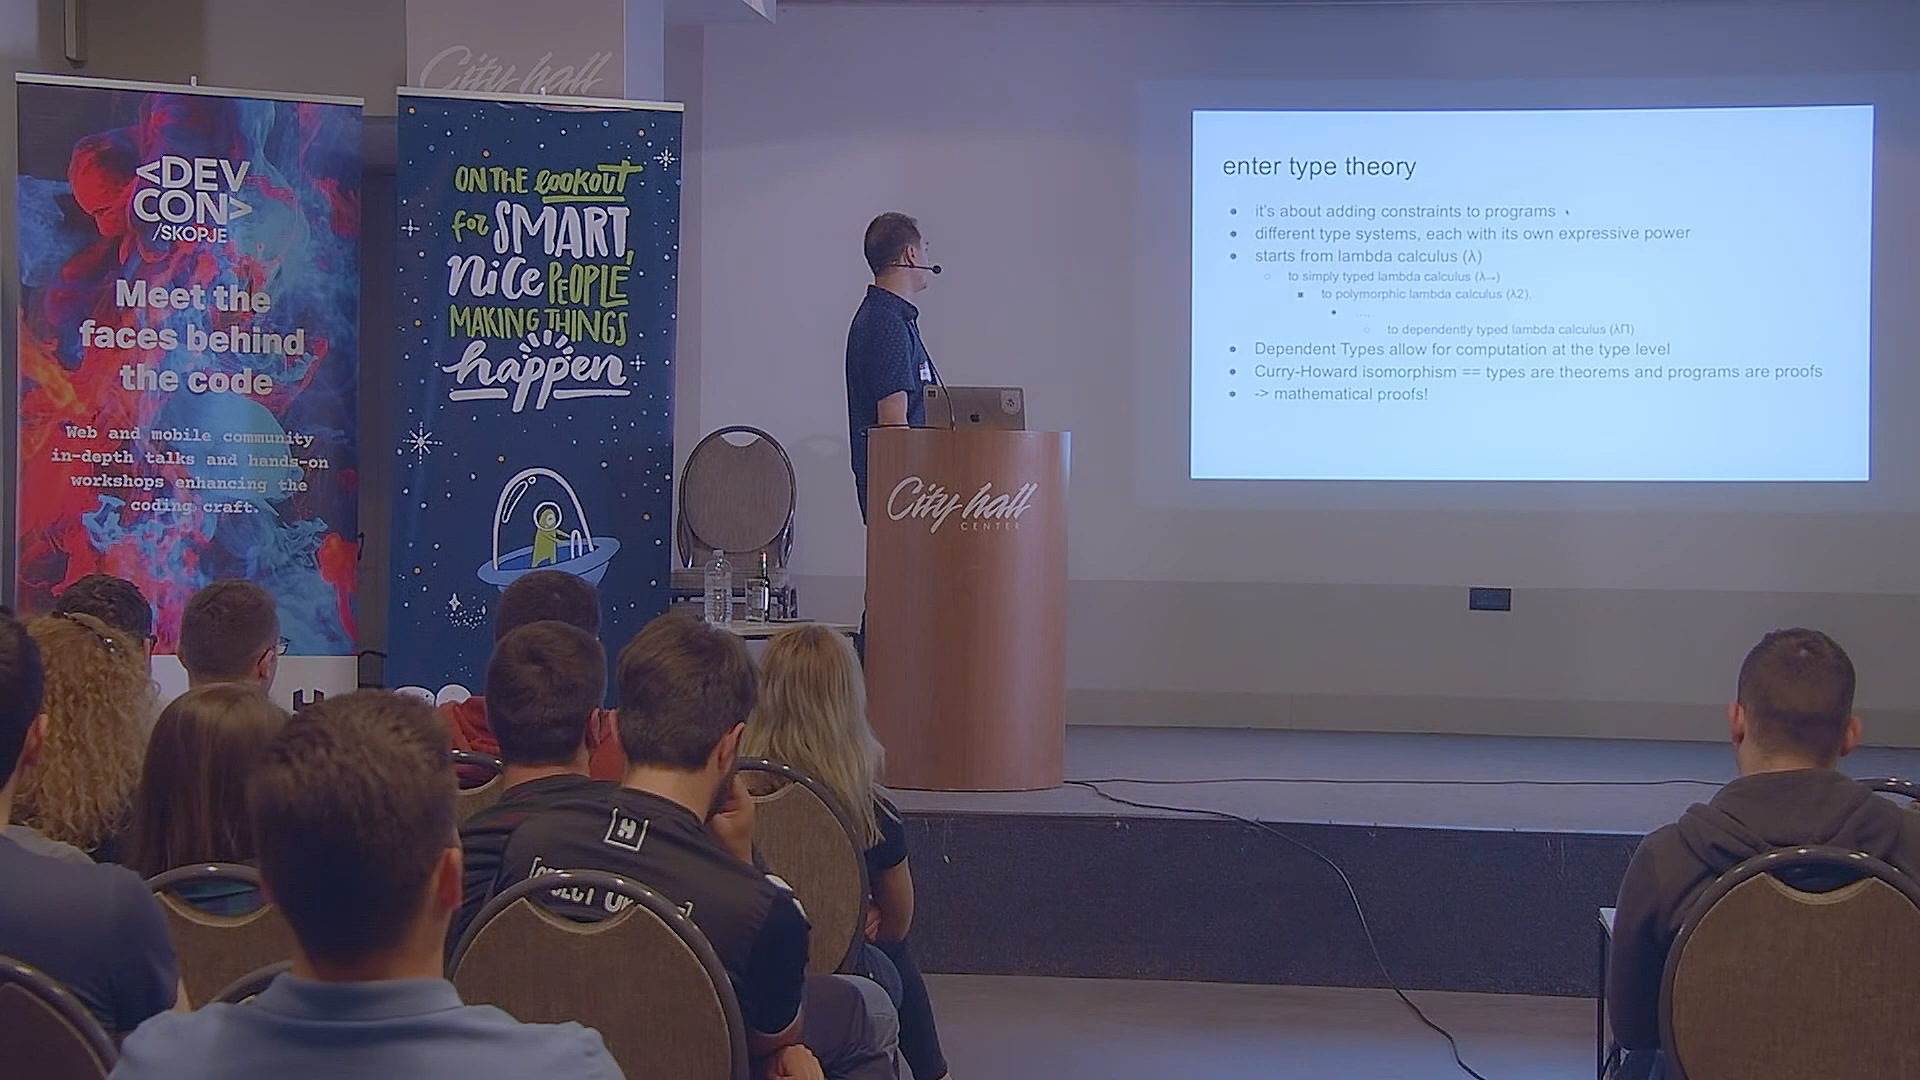 City hall
<DEV
CON>
/SKOPJE
Meet the
faces behind
the code
Web and mobile community
in-depth talks and hands-on
workshops enhancing the
coding craft.
ON THE lookout
for SMART,
nice PEOPLE
MAKING THINGS
happen
City hall
CENTER
enter type theory
● it's about adding constraints to programs
● different type systems, each with its own expressive power
● starts from lambda calculus (λ)
○ to simply typed lambda calculus (λ→)
■ to polymorphic lambda calculus (λ2).
● ....
○ to dependently typed lambda calculus (λΠ)
● Dependent Types allow for computation at the type level
● Curry-Howard isomorphism == types are theorems and programs are proofs
● -> mathematical proofs!
H